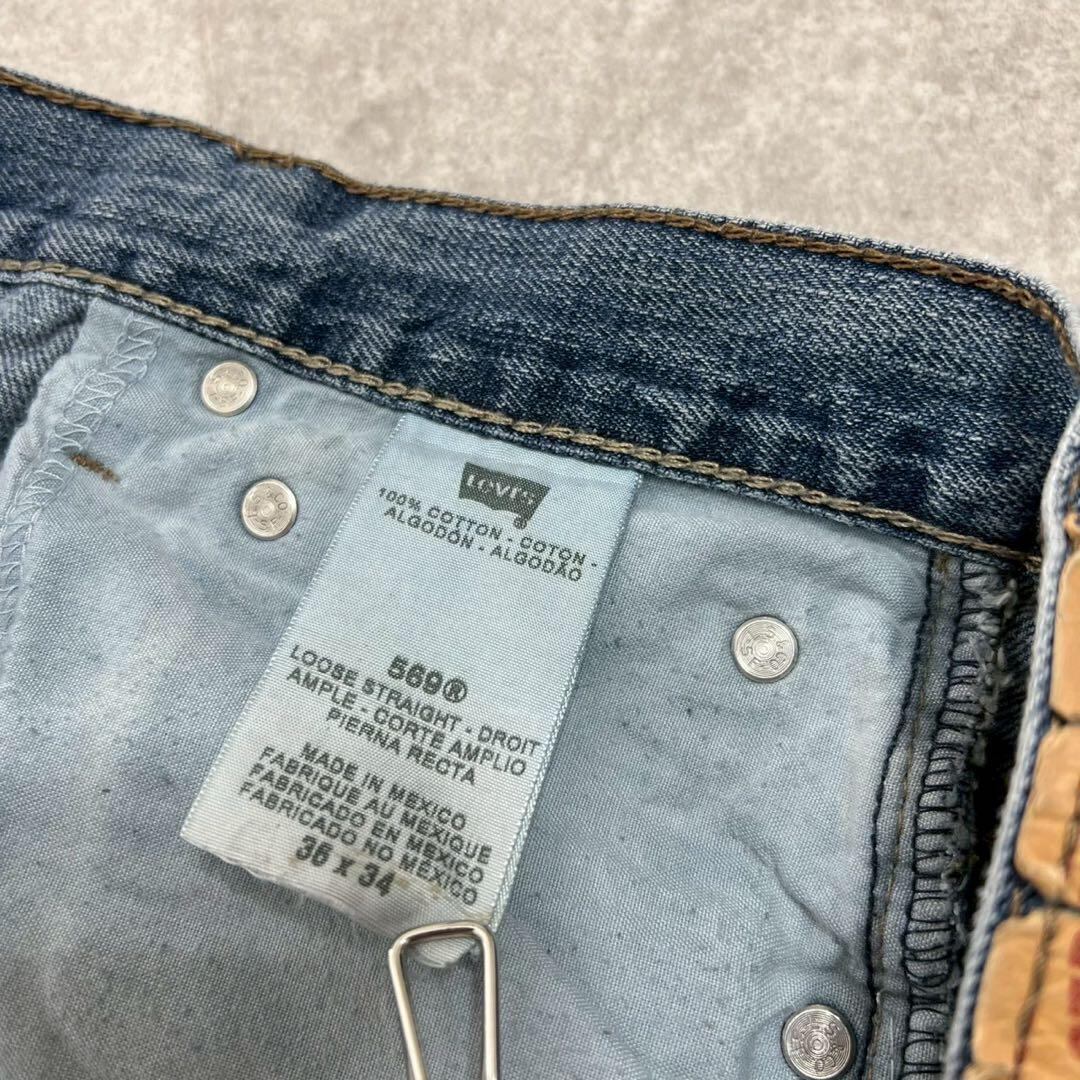 LEVI'S
100% COTTON - COTON -
ALGODÓN - ALGODÃO
569®
LOOSE STRAIGHT - DROIT
AMPLE - CORTE AMPLIO
PIERNA RECTA
MADE IN MEXICO
FABRIQUE AU MEXIQUE
FABRICADO EN MEXICO
FABRICADO NO MÉXICO
36 x 34